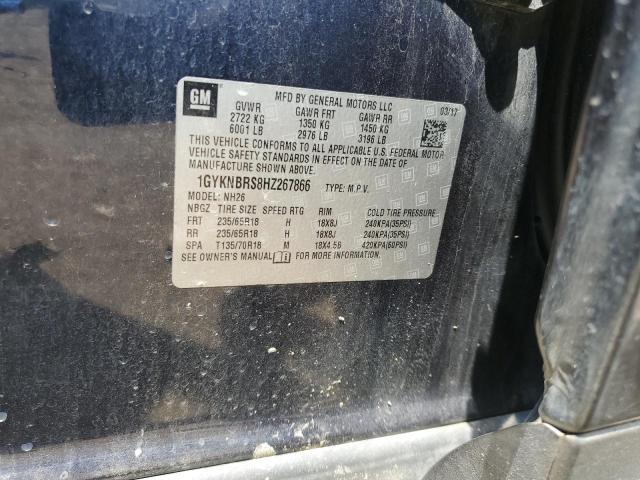 GM
MFD BY GENERAL MOTORS LLC 03/17
GVWR GAWR FRT GAWR RR
2722 KG 1350 KG 1450 KG
6001 LB 2976 LB 3196 LB
THIS VEHICLE CONFORMS TO ALL APPLICABLE U.S. FEDERAL MOTOR
VEHICLE SAFETY STANDARDS IN EFFECT ON THE DATE OF
MANUFACTURE SHOWN ABOVE.
1GYKNBRS8HZ267866 TYPE: M.P.V.
MODEL: NH26
NBGZ TIRE SIZE SPEED RTG RIM COLD TIRE PRESSURE
FRT 235/65R18 H 18X8J 240KPA(35PSI)
RR 235/65R18 H 18X8J 240KPA(35PSI)
SPA T135/70R18 M 18X4.5B 420KPA(60PSI)
SEE OWNER'S MANUAL FOR MORE INFORMATION.